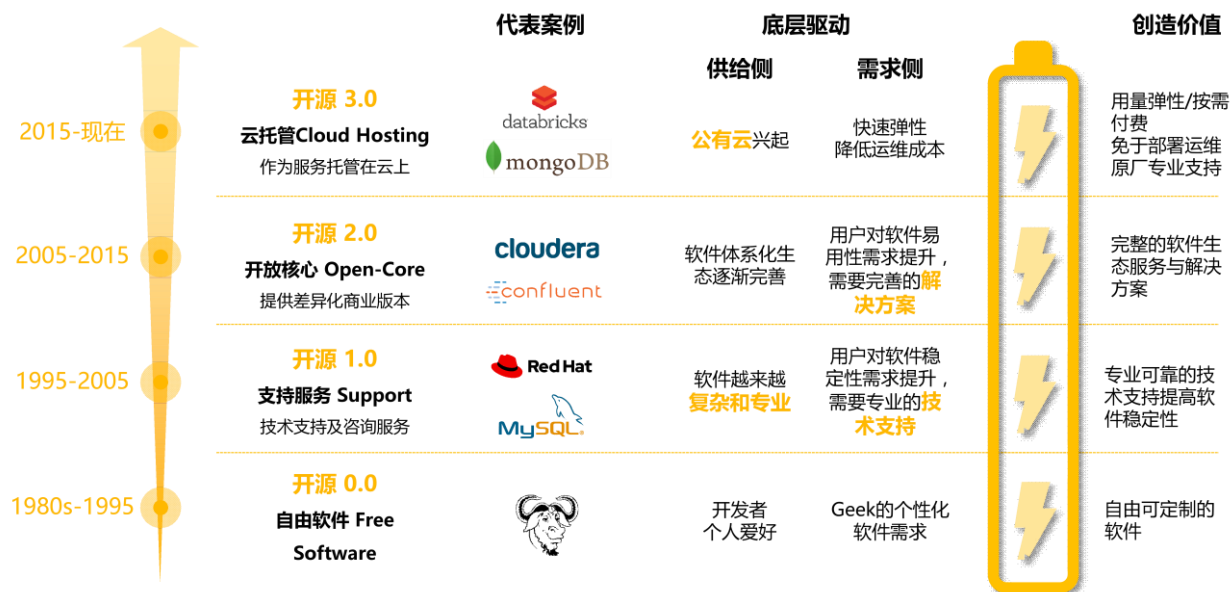 代表案例
底层驱动
创造价值
供给侧
需求侧
2015-现在
开源 3.0
云托管Cloud Hosting
作为服务托管在云上
databricks
mongoDB
公有云兴起
快速弹性
降低运维成本
用量弹性/按需
付费
免于部署运维
原厂专业支持
2005-2015
开源 2.0
开放核心 Open-Core
提供差异化商业版本
cloudera
confluent
软件体系化生
态逐渐完善
用户对软件易
用性需求提升，
需要完善的解
决方案
完整的软件生
态服务与解决
方案
1995-2005
开源 1.0
支持服务 Support
技术支持及咨询服务
Red Hat
MySQL®
软件越来越
复杂和专业
用户对软件稳
定性需求提升，
需要专业的技
术支持
专业可靠的技
术支持提高软
件稳定性
1980s-1995
开源 0.0
自由软件 Free
Software
开发者
个人爱好
Geek的个性化
软件需求
自由可定制的
软件